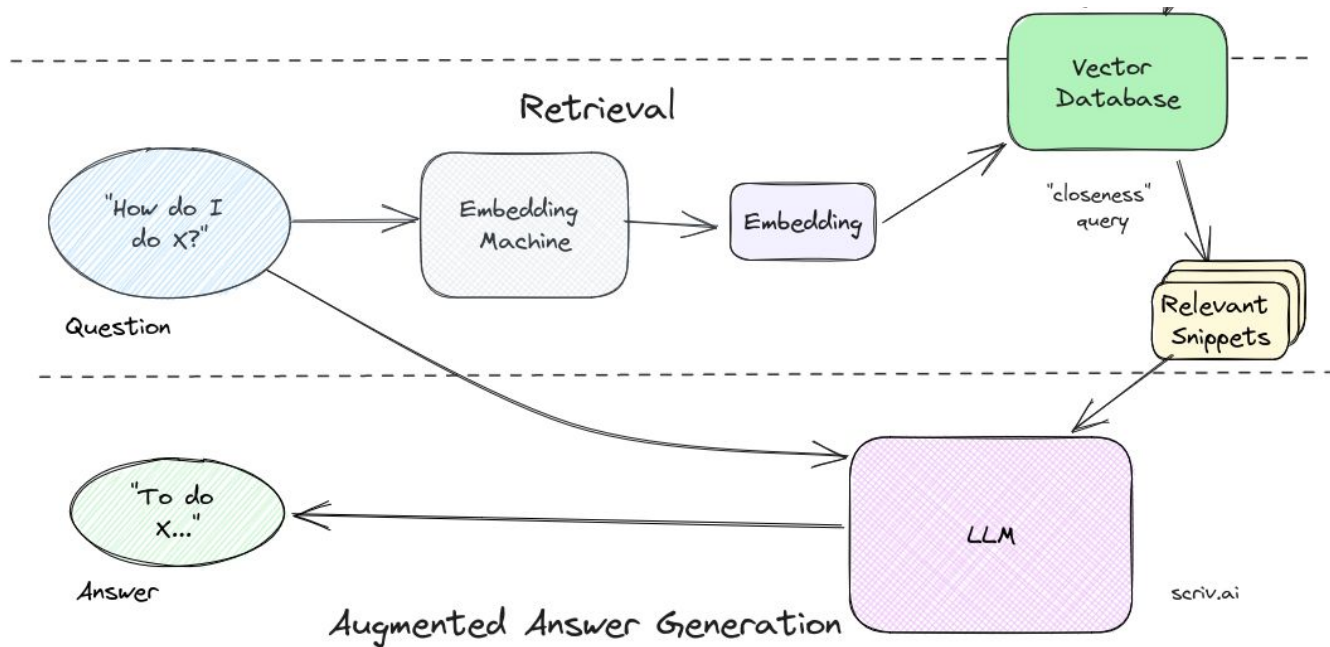 Retrieval
Vector
Database
"How do I
do X?"
Question
Embedding
Machine
Embedding
"closeness"
query
Relevant
Snippets
LLM
"To do
X..."
Answer
Augmented Answer Generation
scriv.ai